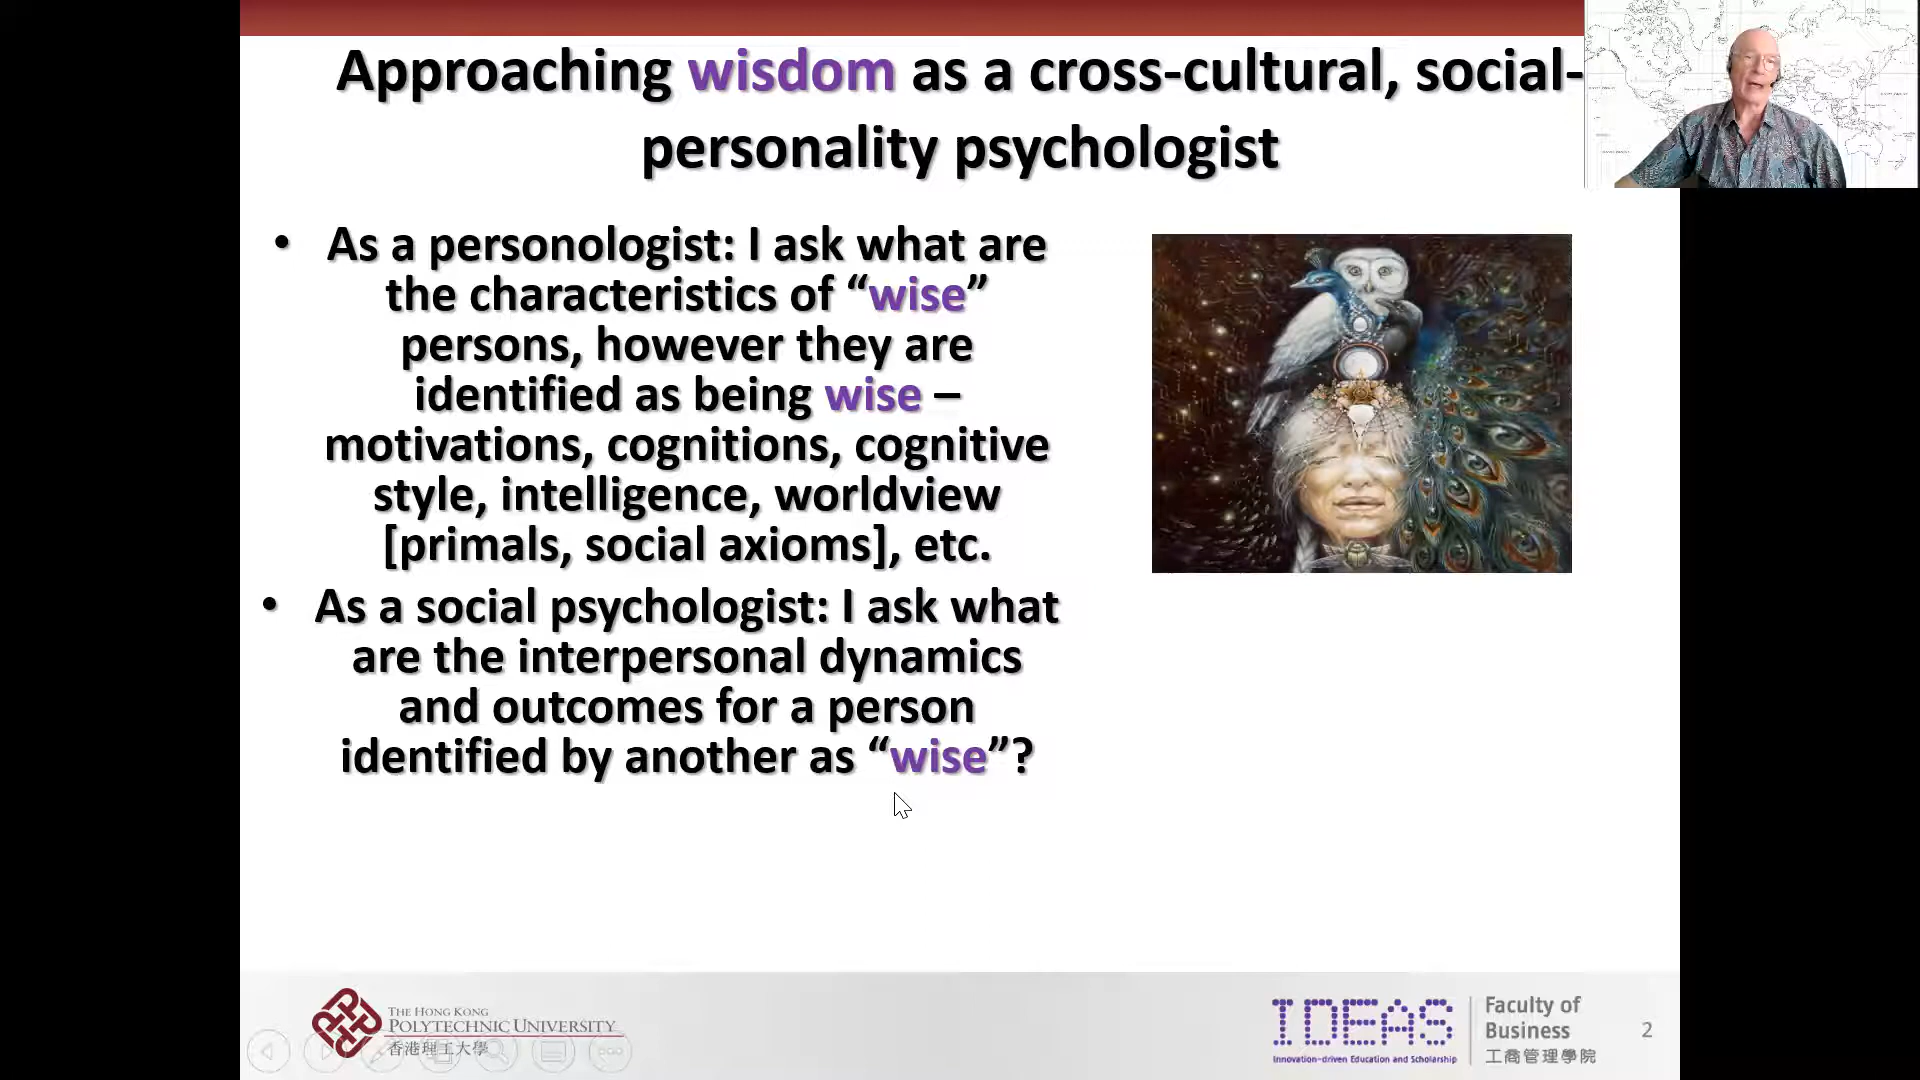 Approaching wisdom as a cross-cultural, social-
personality psychologist
• As a personologist: I ask what are
the characteristics of “wise”
persons, however they are
identified as being wise –
motivations, cognitions, cognitive
style, intelligence, worldview
[primals, social axioms], etc.
• As a social psychologist: I ask what
are the interpersonal dynamics
and outcomes for a person
identified by another as “wise”?
THE HONG KONG
POLYTECHNIC UNIVERSITY
香港理工大學
IDEAS
Innovation-driven Education and Scholarship
Faculty of
Business
工商管理學院
2